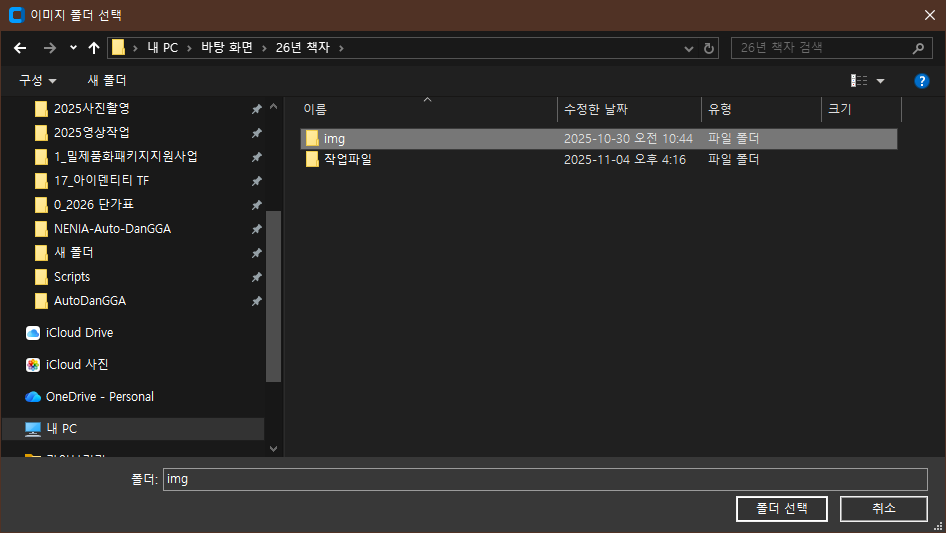 이미지 폴더 선택
내 PC
바탕 화면
26년 책자
26년 책자 검색
구성
새 폴더
2025사진촬영
2025영상작업
1_밀제품화패키지지원사업
17_아이덴티티 TF
0_2026 단가표
NENIA-Auto-DanGGA
새 폴더
Scripts
AutoDanGGA
iCloud Drive
iCloud 사진
OneDrive - Personal
내 PC
이름 수정한 날짜 유형 크기
img 2025-10-30 오전 10:44 파일 폴더
작업파일 2025-11-04 오후 4:16 파일 폴더
폴더: img
폴더 선택 취소